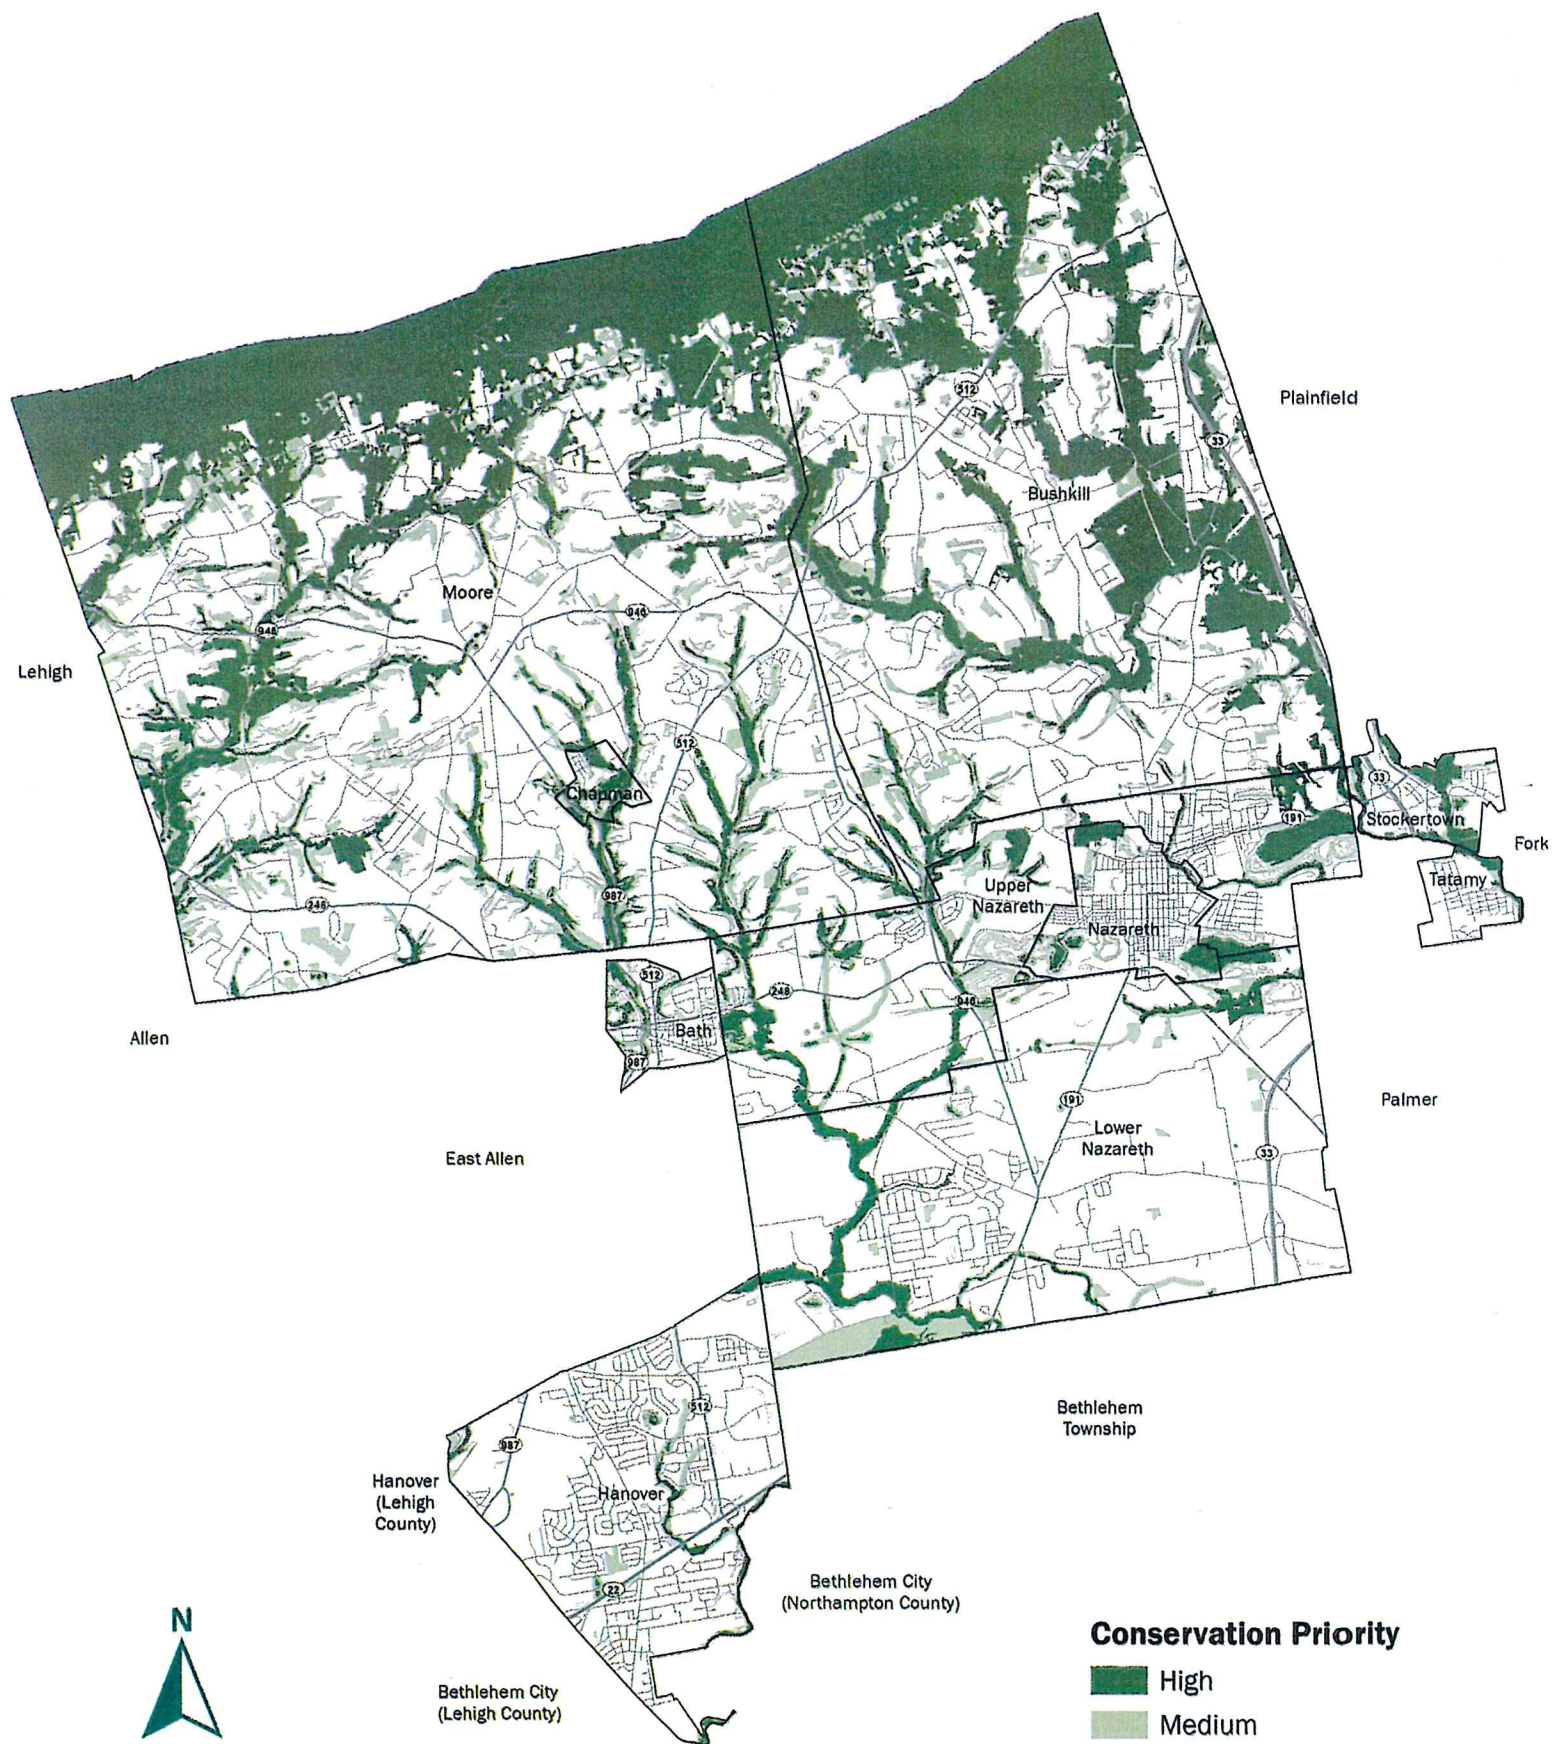 Plainfield
512
33
Bushkill
Moore
946
946
Lehigh
512
33
Chapman
191
Stockertown
Fork
Upper
Nazareth
Tatamy
987
248
Nazareth
512
248
946
Bath
Allen
987
191
Palmer
Lower
Nazareth
East Allen
33
512
Bethlehem
Township
987
Hanover
(Lehigh
County)
Hanover
22
Bethlehem City
(Northampton County)
N
Conservation Priority
High
Bethlehem City
(Lehigh County)
Medium